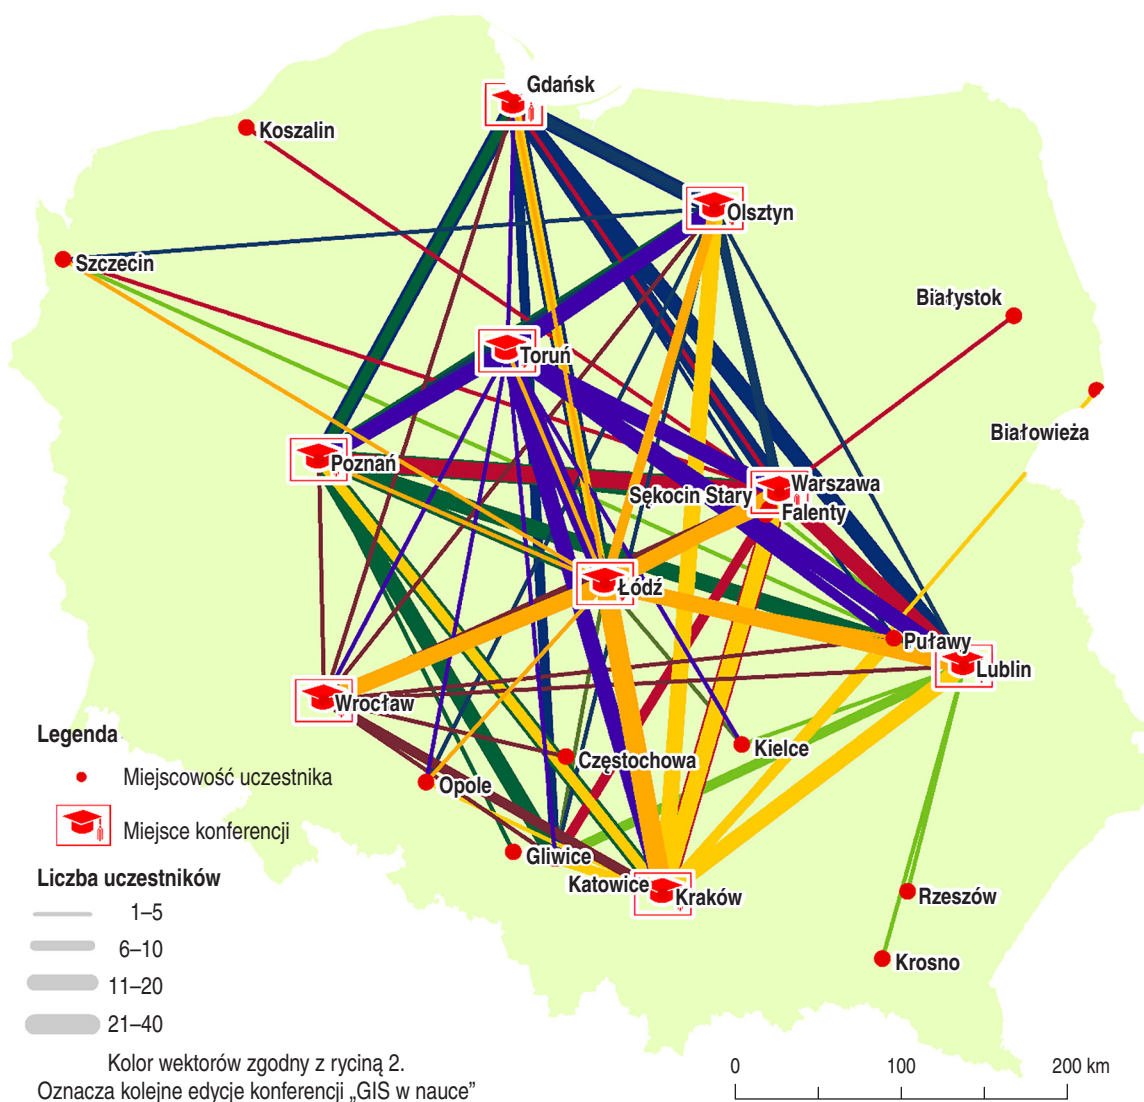 Gdańsk
Koszalin
Olsztyn
Szczecin
Białystok
Toruń
Białowieża
Poznań
Warszawa
Sękocin Stary
Falenty
Łódź
Puławy
Lublin
Wrocław
Kielce
Częstochowa
Opole
Gliwice
Katowice
Kraków
Rzeszów
Krosno
Legenda
Miejscowość uczestnika
Miejsce konferencji
Liczba uczestników
1–5
6–10
11–20
21–40
Kolor wektorów zgodny z ryciną 2.
Oznacza kolejne edycje konferencji „GIS w nauce”
0 100 200 km